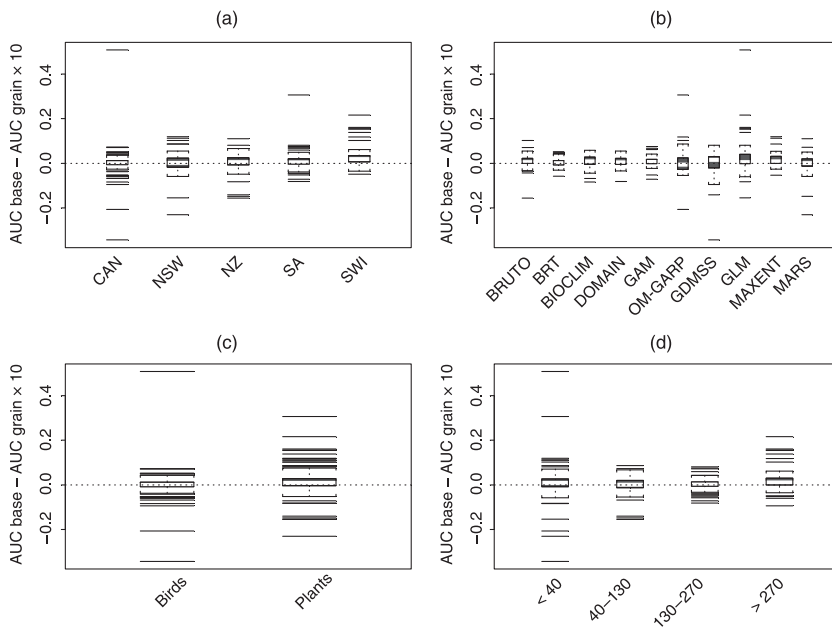 (a)
AUC base − AUC grain × 10
0.4
0.2
0.0
−0.2
CAN
NSW
NZ
SA
SWI
(b)
AUC base − AUC grain × 10
0.4
0.2
0.0
−0.2
BRUTO
BRT
BIOCLIM
DOMAIN
GAM
OM-GARP
GDMSS
GLM
MAXENT
MARS
(c)
AUC base − AUC grain × 10
0.4
0.2
0.0
−0.2
Birds
Plants
(d)
AUC base − AUC grain × 10
0.4
0.2
0.0
−0.2
< 40
40−130
130−270
> 270